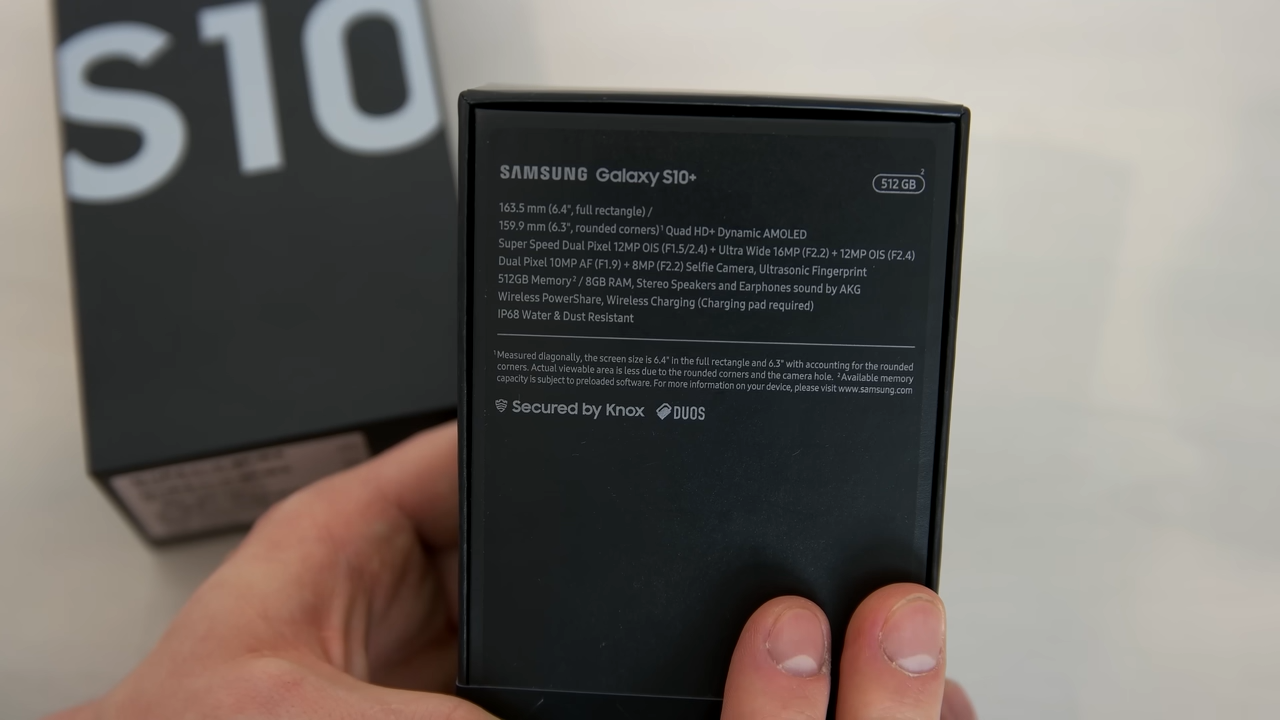 S10
SAMSUNG Galaxy S10+
512 GB ²
163.5 mm (6.4", full rectangle) /
159.9 mm (6.3", rounded corners)¹ Quad HD+ Dynamic AMOLED
Super Speed Dual Pixel 12MP OIS (F1.5/2.4) + Ultra Wide 16MP (F2.2) + 12MP OIS (F2.4)
Dual Pixel 10MP AF (F1.9) + 8MP (F2.2) Selfie Camera, Ultrasonic Fingerprint
512GB Memory² / 8GB RAM, Stereo Speakers and Earphones sound by AKG
Wireless PowerShare, Wireless Charging (Charging pad required)
IP68 Water & Dust Resistant
¹Measured diagonally, the screen size is 6.4" in the full rectangle and 6.3" with accounting for the rounded
corners. Actual viewable area is less due to the rounded corners and the camera hole. ²Available memory
capacity is subject to preloaded software. For more information on your device, please visit www.samsung.com
Secured by Knox DUOS